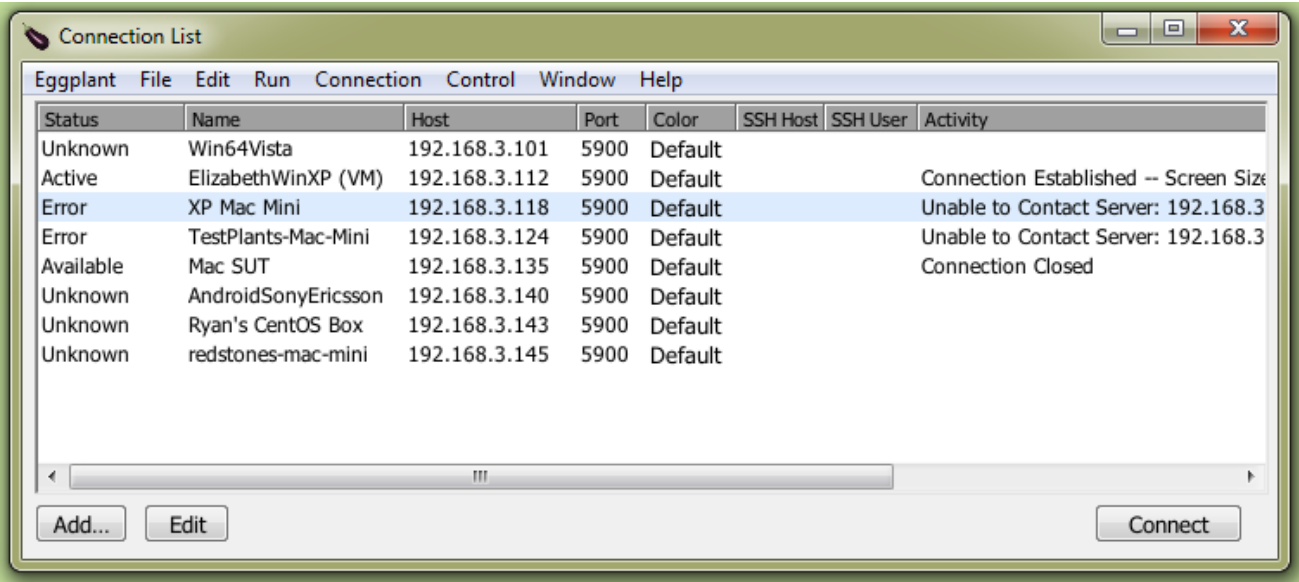 Connection List
Eggplant File Edit Run Connection Control Window Help
Status Name Host Port Color SSH Host SSH User Activity
Unknown Win64Vista 192.168.3.101 5900 Default
Active ElizabethWinXP (VM) 192.168.3.112 5900 Default Connection Established -- Screen Size
Error XP Mac Mini 192.168.3.118 5900 Default Unable to Contact Server: 192.168.3
Error TestPlants-Mac-Mini 192.168.3.124 5900 Default Unable to Contact Server: 192.168.3
Available Mac SUT 192.168.3.135 5900 Default Connection Closed
Unknown AndroidSonyEricsson 192.168.3.140 5900 Default
Unknown Ryan's CentOS Box 192.168.3.143 5900 Default
Unknown redstones-mac-mini 192.168.3.145 5900 Default
Add... Edit Connect